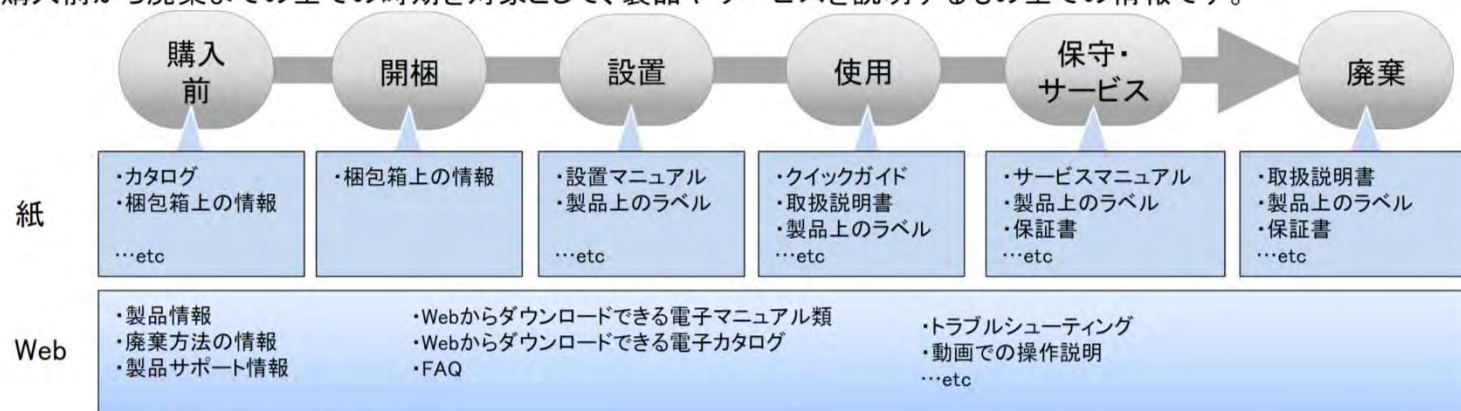 購入前から廃棄までの全ての時期を対象として、製品やサービスを説明するもの全ての情報です。
購入
前
開梱
設置
使用
保守・
サービス
廃棄
紙
・カタログ
・梱包箱上の情報
…etc
・梱包箱上の情報
・設置マニュアル
・製品上のラベル
…etc
・クイックガイド
・取扱説明書
・製品上のラベル
…etc
・サービスマニュアル
・製品上のラベル
・保証書
…etc
・取扱説明書
・製品上のラベル
・保証書
…etc
Web
・製品情報
・廃棄方法の情報
・製品サポート情報
・Webからダウンロードできる電子マニュアル類
・Webからダウンロードできる電子カタログ
・FAQ
・トラブルシューティング
・動画での操作説明
…etc